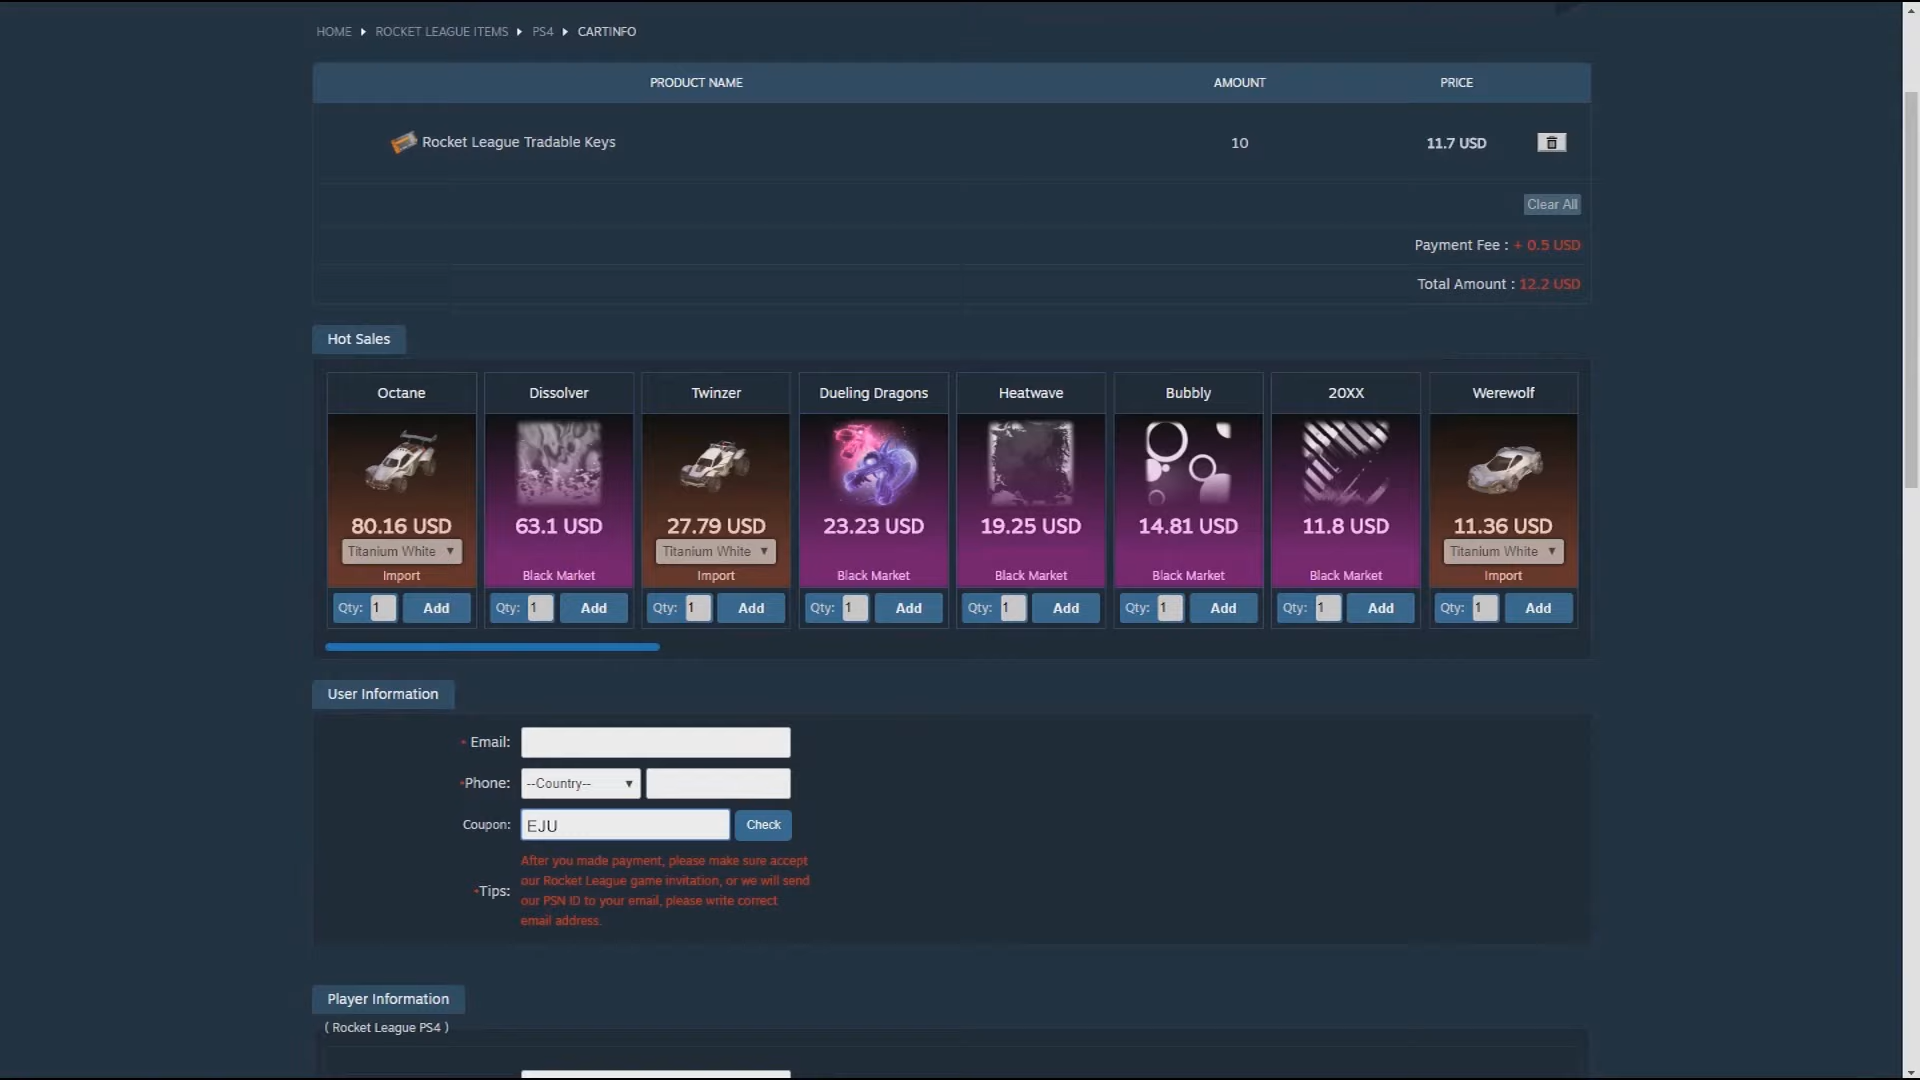 HOME ROCKET LEAGUE ITEMS PS4 CARTINFO
PRODUCT NAME AMOUNT PRICE
Rocket League Tradable Keys 10 11.7 USD
Clear All
Payment Fee : + 0.5 USD
Total Amount : 12.2 USD
Hot Sales
Octane Dissolver Twinzer Dueling Dragons Heatwave Bubbly 20XX Werewolf
80.16 USD 63.1 USD 27.79 USD 23.23 USD 19.25 USD 14.81 USD 11.8 USD 11.36 USD
Titanium White Titanium White Titanium White
Import Black Market Import Black Market Black Market Black Market Black Market Import
Qty: 1 Add Qty: 1 Add Qty: 1 Add Qty: 1 Add Qty: 1 Add Qty: 1 Add Qty: 1 Add Qty: 1 Add
User Information
* Email:
*Phone: --Country--
Coupon: EJU Check
After you made payment, please make sure accept
our Rocket League game invitation, or we will send
*Tips:
our PSN ID to your email, please write correct
email address.
Player Information
( Rocket League PS4 )